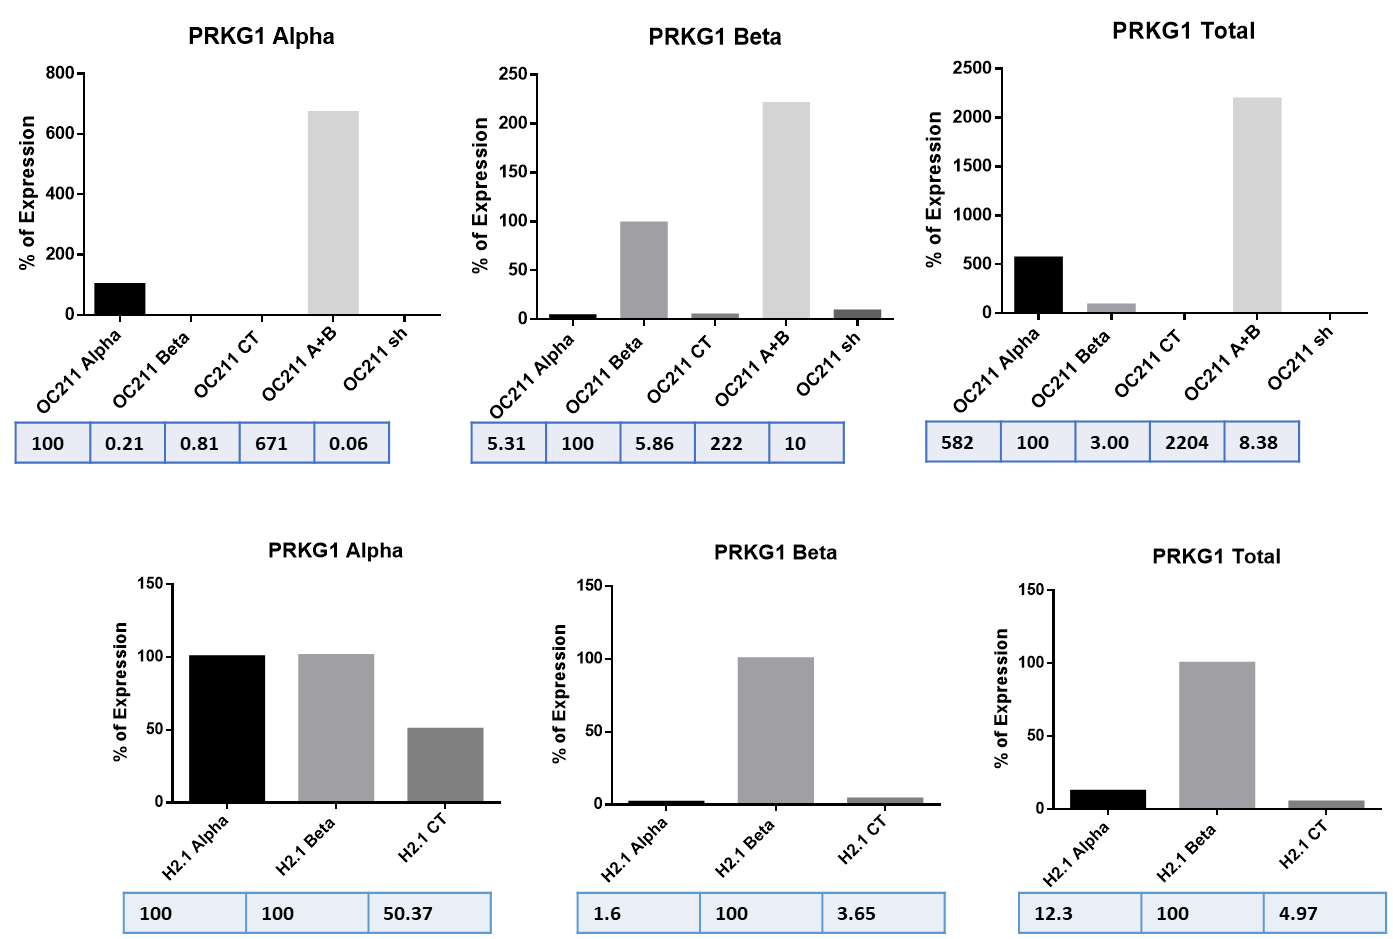 PRKG1 Alpha
% of Expression
800
600
400
200
0
OC211 Alpha
OC211 Beta
OC211 CT
OC211 A+B
OC211 sh
100 0.21 0.81 671 0.06
PRKG1 Beta
% of Expression
250
200
150
100
50
0
OC211 Alpha
OC211 Beta
OC211 CT
OC211 A+B
OC211 sh
5.31 100 5.86 222 10
PRKG1 Total
% of Expression
2500
2000
1500
1000
500
0
OC211 Alpha
OC211 Beta
OC211 CT
OC211 A+B
OC211 sh
582 100 3.00 2204 8.38
PRKG1 Alpha
% of Expression
150
100
50
0
H2.1 Alpha
H2.1 Beta
H2.1 CT
100 100 50.37
PRKG1 Beta
% of Expression
150
100
50
0
H2.1 Alpha
H2.1 Beta
H2.1 CT
1.6 100 3.65
PRKG1 Total
% of Expression
150
100
50
0
H2.1 Alpha
H2.1 Beta
H2.1 CT
12.3 100 4.97